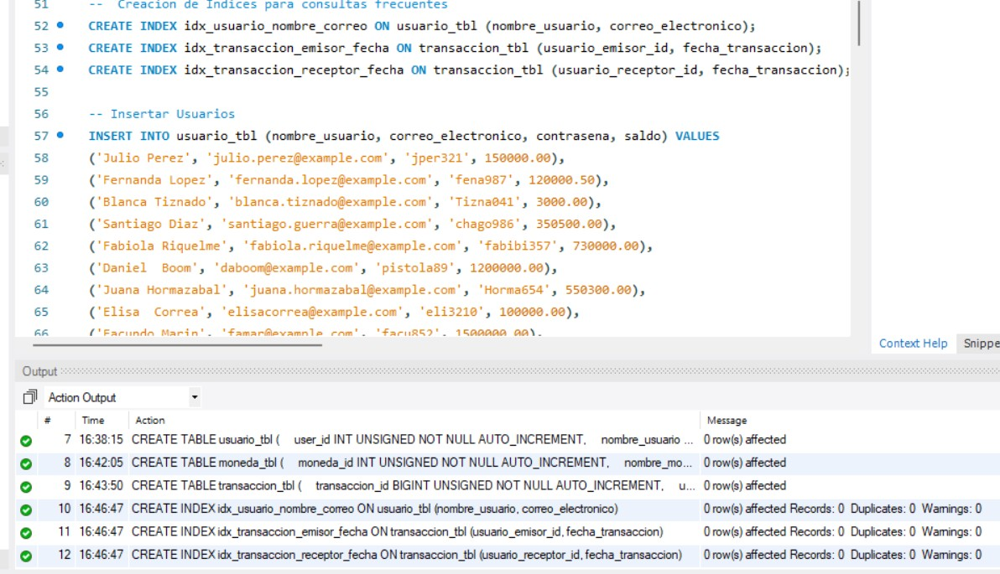 51 -- Creacion de Indices para consultas frecuentes
52 CREATE INDEX idx_usuario_nombre_correo ON usuario_tbl (nombre_usuario, correo_electronico);
53 CREATE INDEX idx_transaccion_emisor_fecha ON transaccion_tbl (usuario_emisor_id, fecha_transaccion);
54 CREATE INDEX idx_transaccion_receptor_fecha ON transaccion_tbl (usuario_receptor_id, fecha_transaccion);
55
56 -- Insertar Usuarios
57 INSERT INTO usuario_tbl (nombre_usuario, correo_electronico, contrasena, saldo) VALUES
58 ('Julio Perez', 'julio.perez@example.com', 'jper321', 150000.00),
59 ('Fernanda Lopez', 'fernanda.lopez@example.com', 'fena987', 120000.50),
60 ('Blanca Tiznado', 'blanca.tiznado@example.com', 'Tizna041', 3000.00),
61 ('Santiago Diaz', 'santiago.guerra@example.com', 'chago986', 350500.00),
62 ('Fabiola Riquelme', 'fabiola.riquelme@example.com', 'fabibi357', 730000.00),
63 ('Daniel  Boom', 'daboom@example.com', 'pistola89', 1200000.00),
64 ('Juana Hormazabal', 'juana.hormazabal@example.com', 'Horma654', 550300.00),
65 ('Elisa  Correa', 'elisacorrea@example.com', 'eli3210', 100000.00),
66 ('Facundo Marin', 'famar@example.com', 'facu852', 1500000.00),
Context Help Snippe
Output
Action Output
# Time Action Message
7 16:38:15 CREATE TABLE usuario_tbl ( user_id INT UNSIGNED NOT NULL AUTO_INCREMENT, nombre_usuario ... 0 row(s) affected
8 16:42:05 CREATE TABLE moneda_tbl ( moneda_id INT UNSIGNED NOT NULL AUTO_INCREMENT, nombre_mo... 0 row(s) affected
9 16:43:50 CREATE TABLE transaccion_tbl ( transaccion_id BIGINT UNSIGNED NOT NULL AUTO_INCREMENT, u... 0 row(s) affected
10 16:46:47 CREATE INDEX idx_usuario_nombre_correo ON usuario_tbl (nombre_usuario, correo_electronico) 0 row(s) affected Records: 0 Duplicates: 0 Warnings: 0
11 16:46:47 CREATE INDEX idx_transaccion_emisor_fecha ON transaccion_tbl (usuario_emisor_id, fecha_transaccion) 0 row(s) affected Records: 0 Duplicates: 0 Warnings: 0
12 16:46:47 CREATE INDEX idx_transaccion_receptor_fecha ON transaccion_tbl (usuario_receptor_id, fecha_transaccion) 0 row(s) affected Records: 0 Duplicates: 0 Warnings: 0